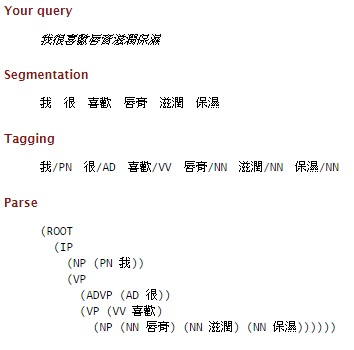 Your query
我很喜歡唇膏滋潤保濕
Segmentation
我 很 喜歡 唇膏 滋潤 保濕
Tagging
我/PN 很/AD 喜歡/VV 唇膏/NN 滋潤/NN 保濕/NN
Parse
(ROOT
(IP
(NP (PN 我))
(VP
(ADVP (AD 很))
(VP (VV 喜歡)
(NP (NN 唇膏) (NN 滋潤) (NN 保濕))))))